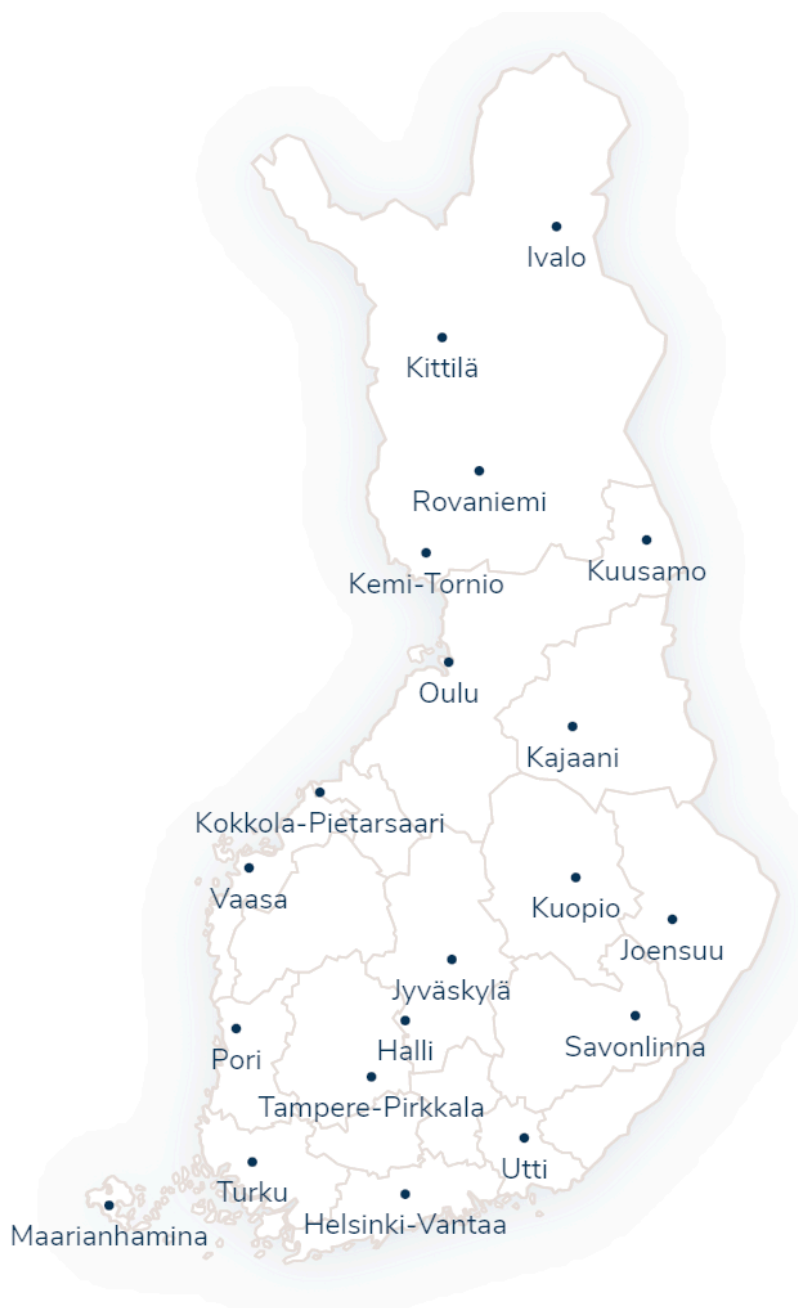 Ivalo
Kittilä
Rovaniemi
Kuusamo
Kemi-Tornio
Oulu
Kajaani
Kokkola-Pietarsaari
Vaasa
Kuopio
Joensuu
Jyväskylä
Savonlinna
Halli
Pori
Tampere-Pirkkala
Utti
Turku
Helsinki-Vantaa
Maarianhamina